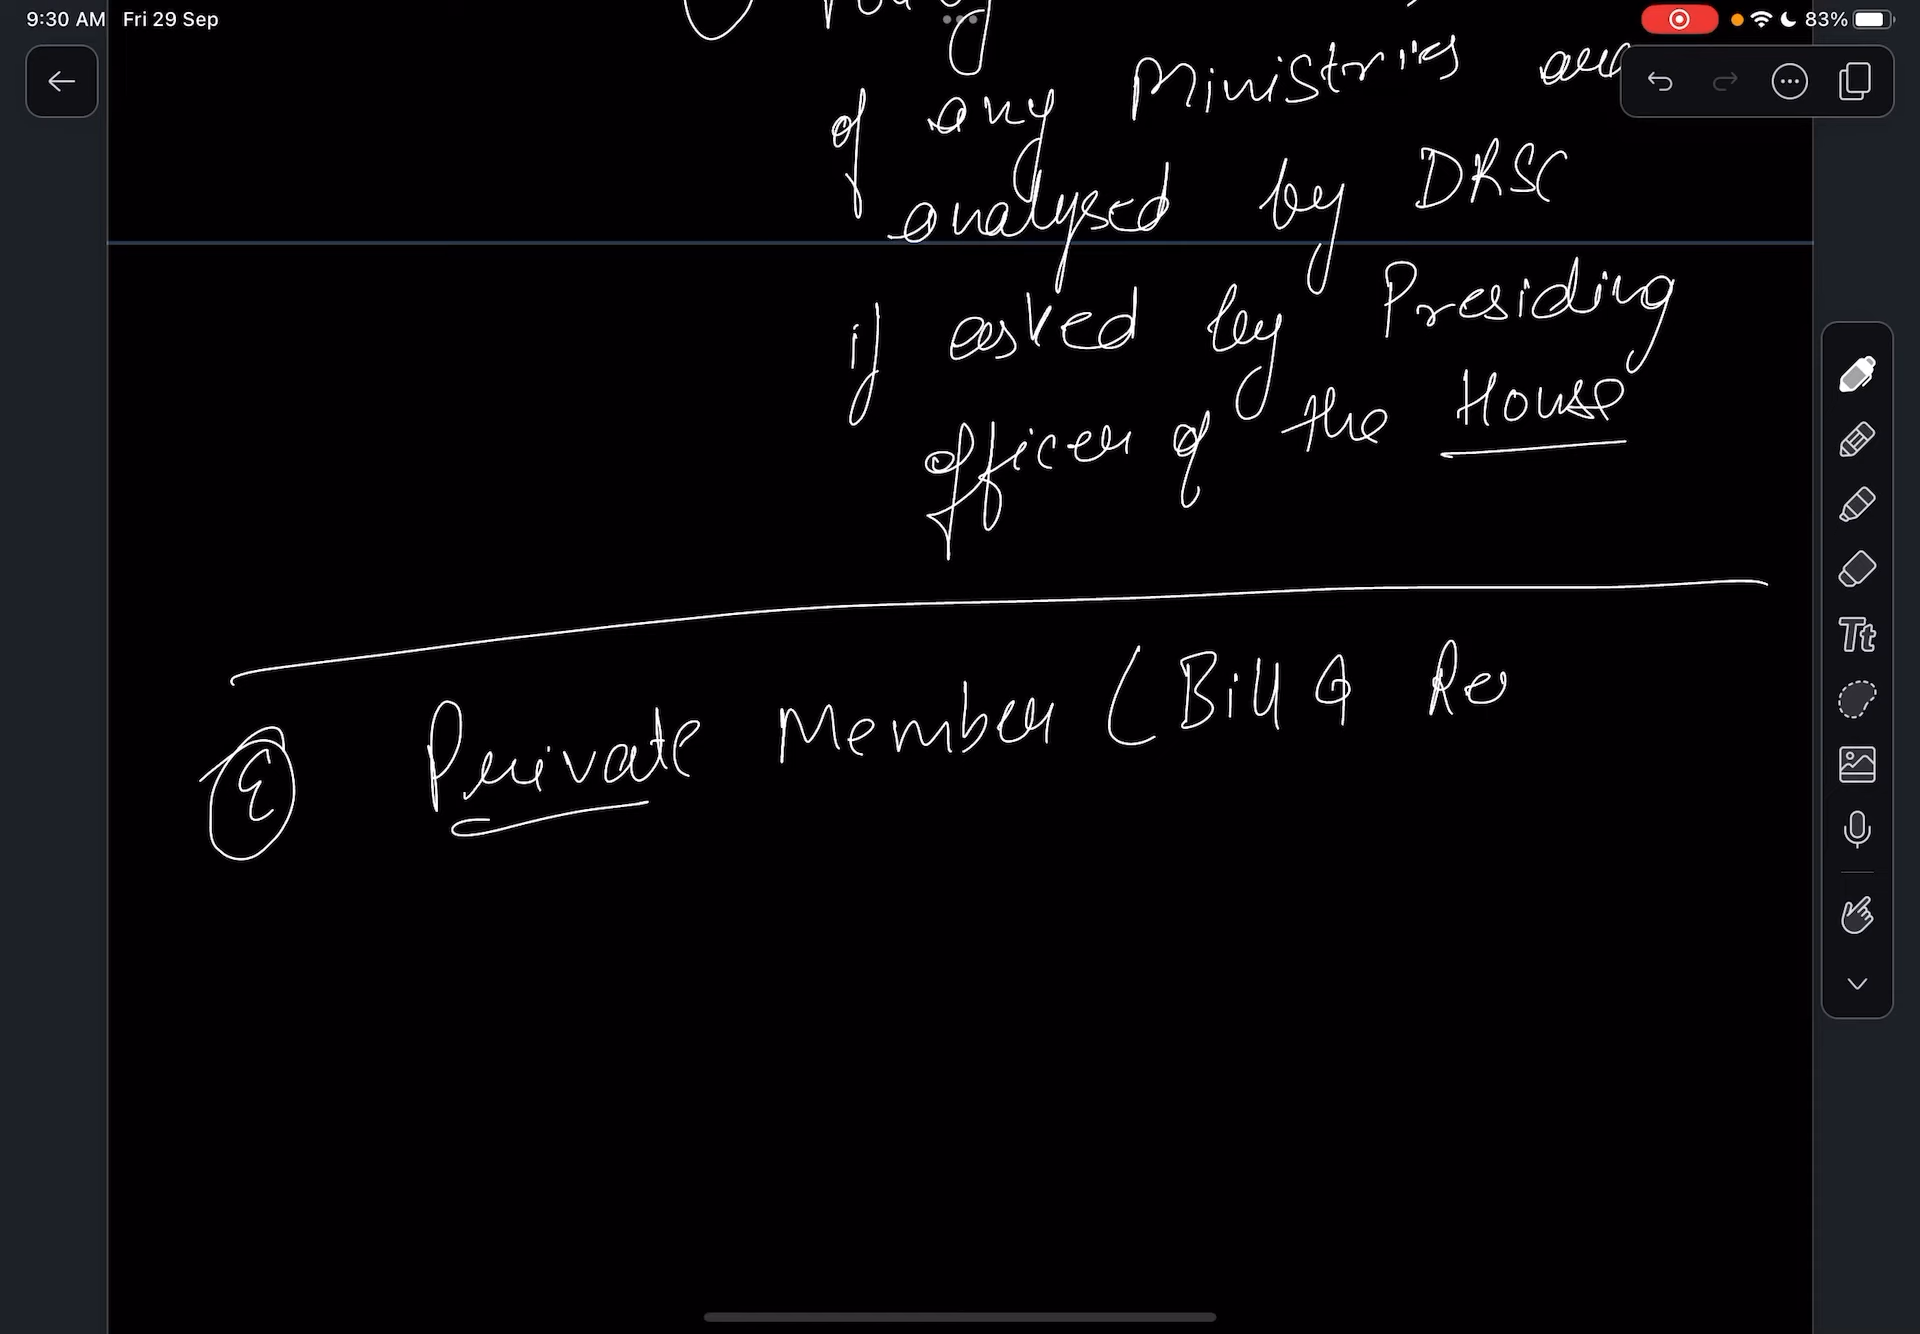 9:30 AM Fri 29 Sep 83%
of any Ministries are
analysed by DRSC
if asked by Presiding
officer of the House
Private Member (Bill & Re
Tt